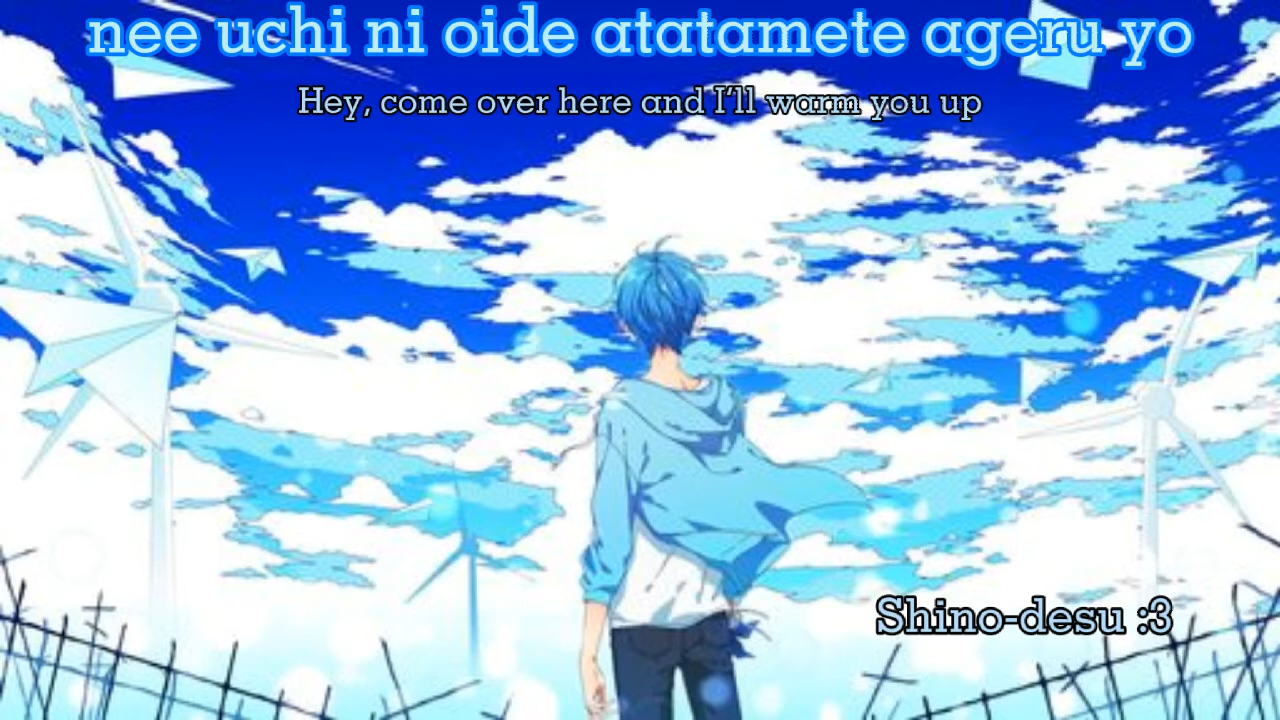 nee uchi ni oide atatamete ageru yo
Hey, come over here and I'll warm you up
Shino-desu :3